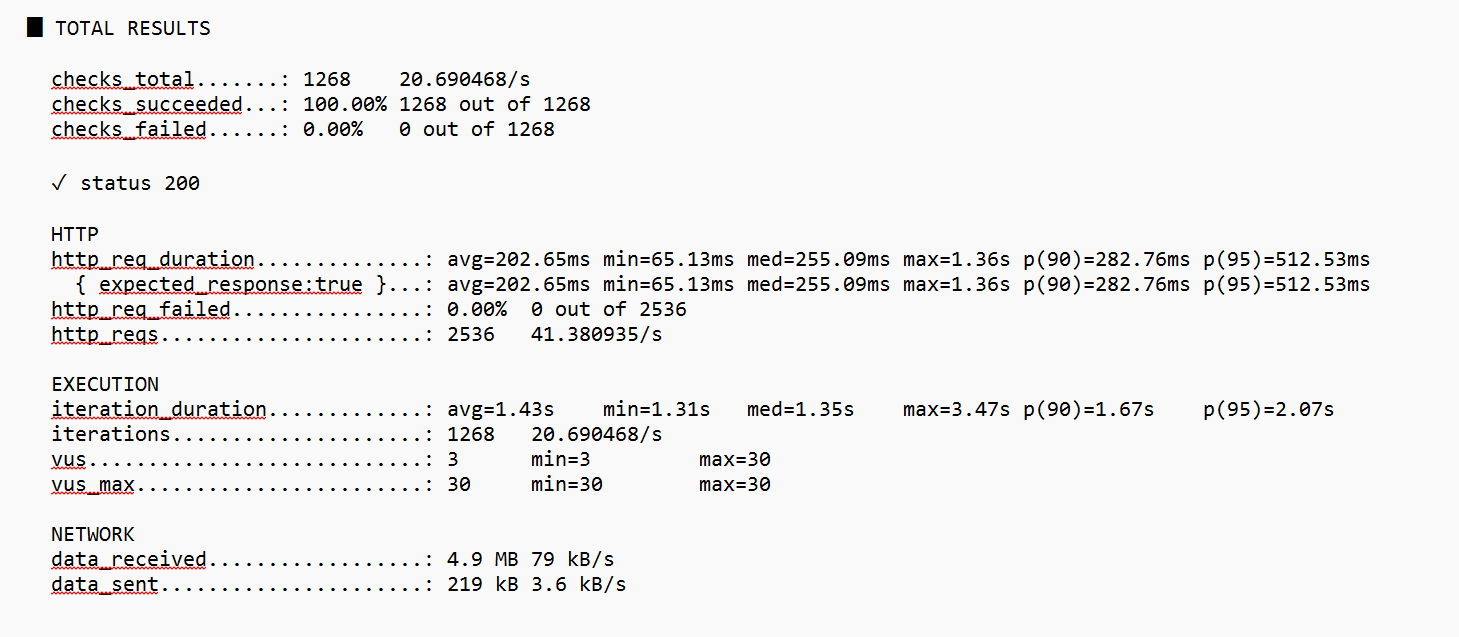 █ TOTAL RESULTS
checks_total.......: 1268    20.690468/s
checks_succeeded...: 100.00% 1268 out of 1268
checks_failed......: 0.00%   0 out of 1268
✓ status 200
HTTP
http_req_duration..............: avg=202.65ms min=65.13ms med=255.09ms max=1.36s p(90)=282.76ms p(95)=512.53ms
{ expected_response:true }...: avg=202.65ms min=65.13ms med=255.09ms max=1.36s p(90)=282.76ms p(95)=512.53ms
http_req_failed................: 0.00%  0 out of 2536
http_reqs......................: 2536   41.380935/s
EXECUTION
iteration_duration.............: avg=1.43s    min=1.31s   med=1.35s    max=3.47s p(90)=1.67s    p(95)=2.07s
iterations.....................: 1268   20.690468/s
vus............................: 3      min=3         max=30
vus_max........................: 30     min=30        max=30
NETWORK
data_received..................: 4.9 MB 79 kB/s
data_sent......................: 219 kB 3.6 kB/s